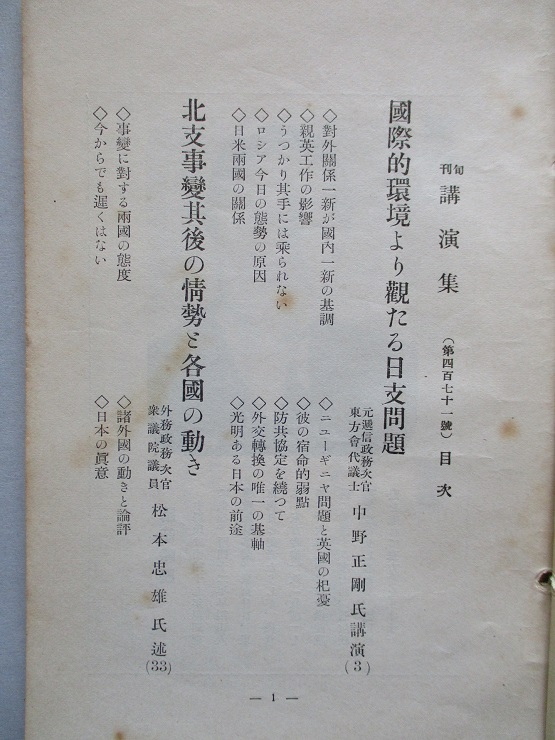 旬刊 講演集 (第四百七十一號) 目次
國際的環境より觀たる日支問題
元遞信政務次官
東方會代議士
中野正剛氏講演 (3)
◇對外關係一新が國內一新の基調
◇親英工作の影響
◇うつかり其手には乘られない
◇ロシア今日の態勢の原因
◇日米兩國の關係
◇ニューギニヤ問題と英國の杞憂
◇彼の宿命的弱點
◇防共協定を繞つて
◇外交轉換の唯一の基軸
◇光明ある日本の前途
北支事變其後の情勢と各國の動き
外務政務次官
衆議院議員
松本忠雄氏述 (33)
◇事變に對する兩國の態度
◇今からでも遲くはない
◇諸外國の動きと論評
◇日本の眞意
— 1 —